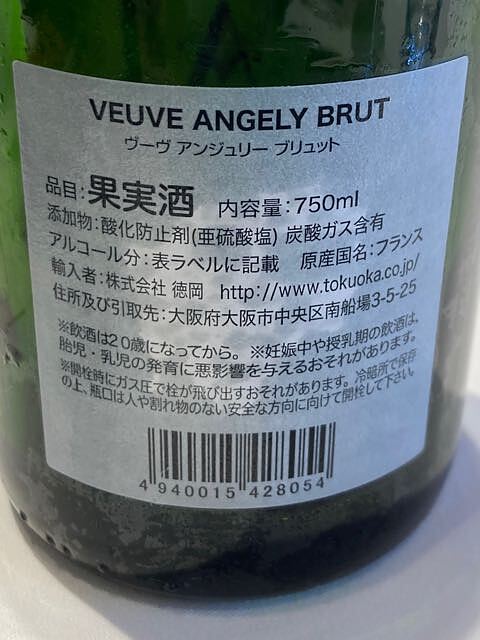 VEUVE ANGELY BRUT
ヴーヴ アンジュリー ブリュット
品目:果実酒 内容量:750ml
添加物:酸化防止剤(亜硫酸塩) 炭酸ガス含有
アルコール分:表ラベルに記載 原産国名:フランス
輸入者:株式会社 徳岡 http://www.tokuoka.co.jp/
住所及び引取先:大阪府大阪市中央区南船場3-5-25
※飲酒は20歳になってから。※妊娠中や授乳期の飲酒は、
胎児・乳児の発育に悪影響を与えるおそれがあります。
※開栓時にガス圧で栓が飛び出すおそれがあります。冷暗所で保存
の上、瓶口は人や割れ物のない安全な方向に向けて開栓して下さい。
4 940015 428054